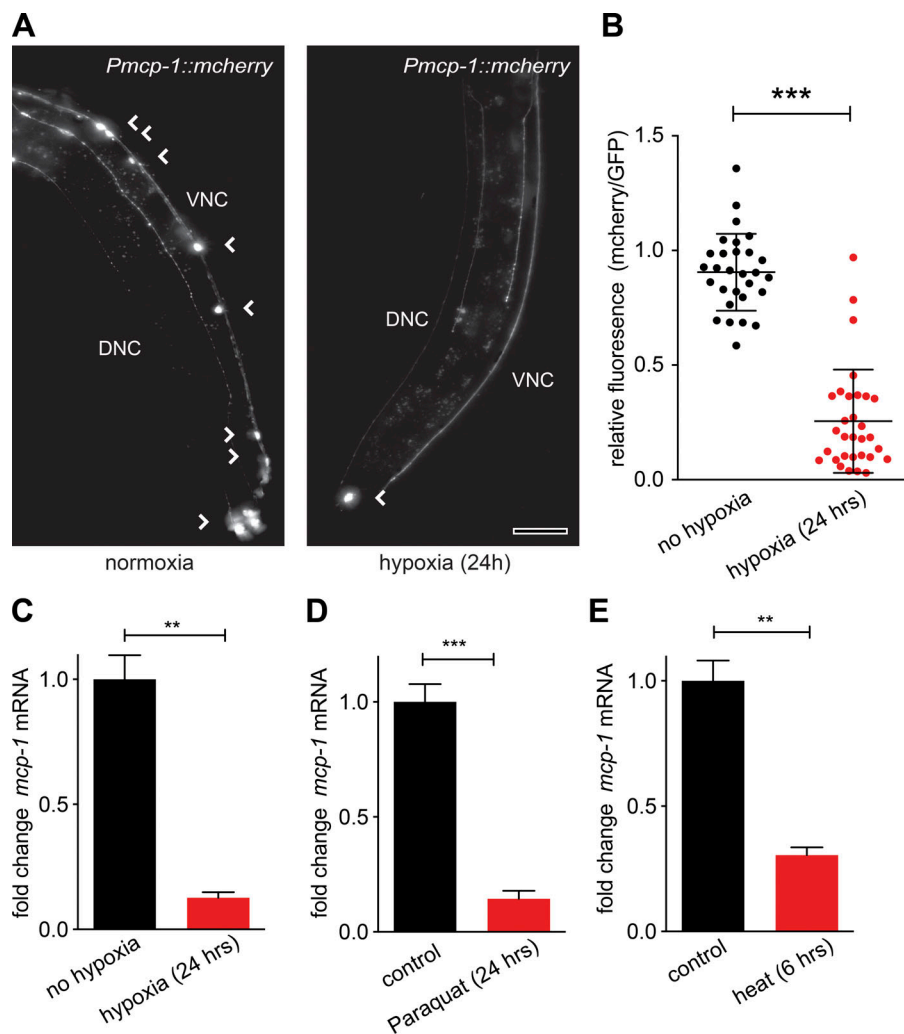 A
Pmcp-1::mcherry
VNC
DNC
normoxia
Pmcp-1::mcherry
DNC
VNC
hypoxia (24h)
B
***
relative fluoresence (mcherry/GFP)
1.5
1.0
0.5
0.0
no hypoxia
hypoxia (24 hrs)
C
**
fold change mcp-1 mRNA
1.0
0.5
0.0
no hypoxia
hypoxia (24 hrs)
D
***
fold change mcp-1 mRNA
1.0
0.5
0.0
control
Paraquat (24 hrs)
E
**
fold change mcp-1 mRNA
1.0
0.5
0.0
control
heat (6 hrs)